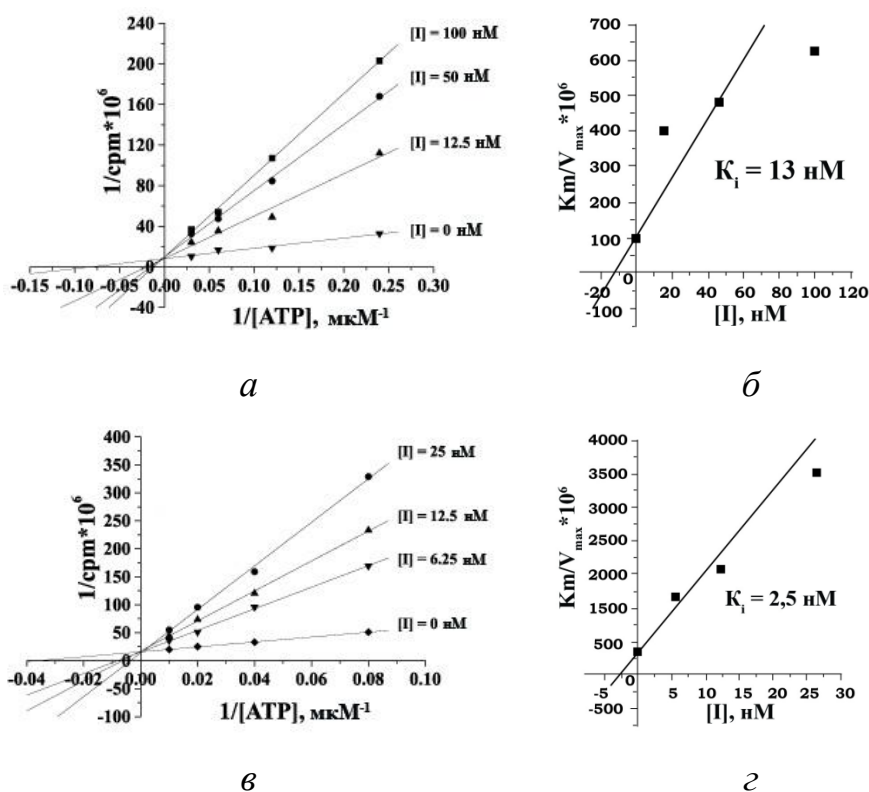 240
200
160
120
80
40
0
-40
1/cpm*10⁶
-0.15 -0.10 -0.05 0.00 0.05 0.10 0.15 0.20 0.25 0.30
1/[ATP], мкМ⁻¹
[I] = 100 нМ
[I] = 50 нМ
[I] = 12.5 нМ
[I] = 0 нМ
а
700
600
500
400
300
200
100
0
-100
Km/Vmax*10⁶
-20 0 20 40 60 80 100 120
[I], нМ
Кi = 13 нМ
б
400
350
300
250
200
150
100
50
0
-50
-100
1/cpm*10⁶
-0.04 -0.02 0.00 0.02 0.04 0.06 0.08 0.10
1/[ATP], мкМ⁻¹
[I] = 25 нМ
[I] = 12.5 нМ
[I] = 6.25 нМ
[I] = 0 нМ
в
4000
3500
3000
2000
1500
500
-500
Km/Vmax*10⁶
-5 0 5 10 15 20 25 30
[I], нМ
Кi = 2,5 нМ
г